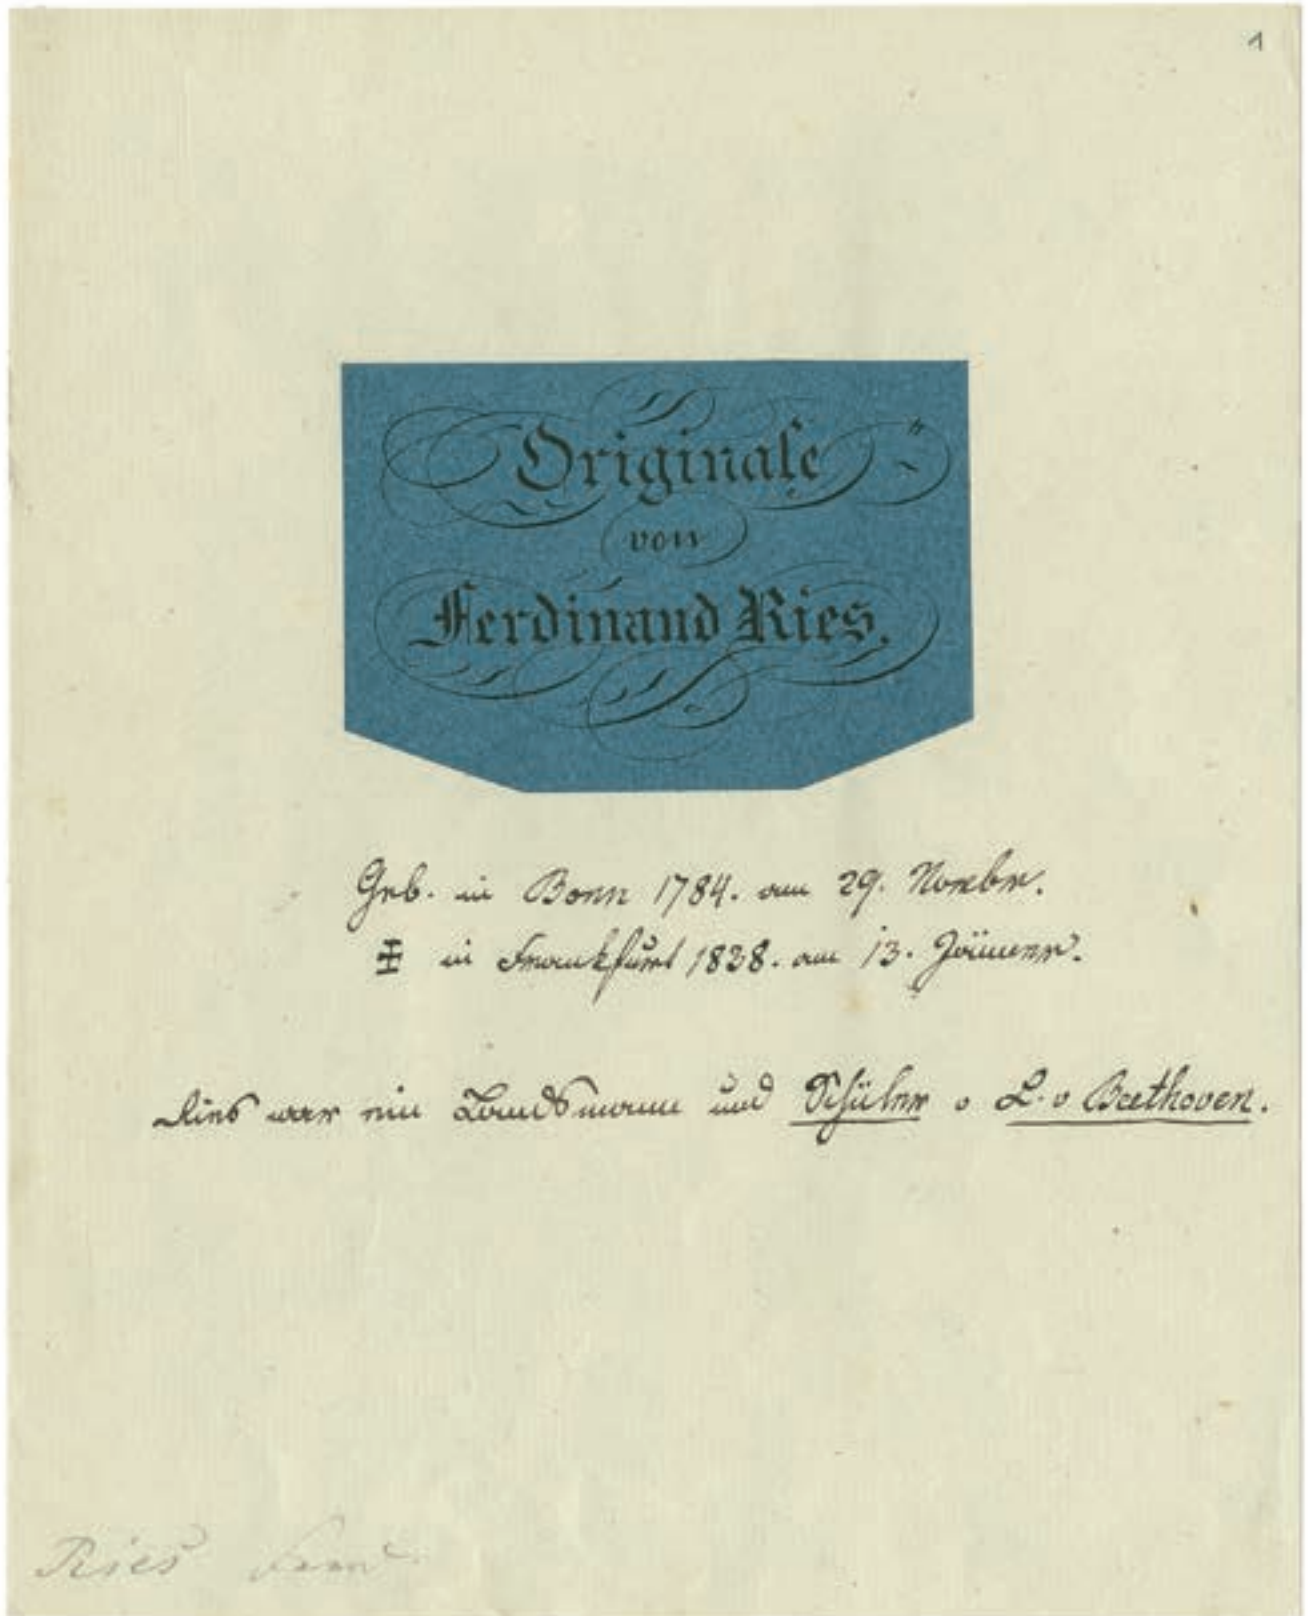 1
Originale
von
Ferdinand Ries.
Geb. in Bonn 1784. am 29. Novebr.
‡ in Frankfurt 1838. am 13. Jänner.
Ries war ein Landsmann und Schüler v L. v Beethoven.
Ries Ferd